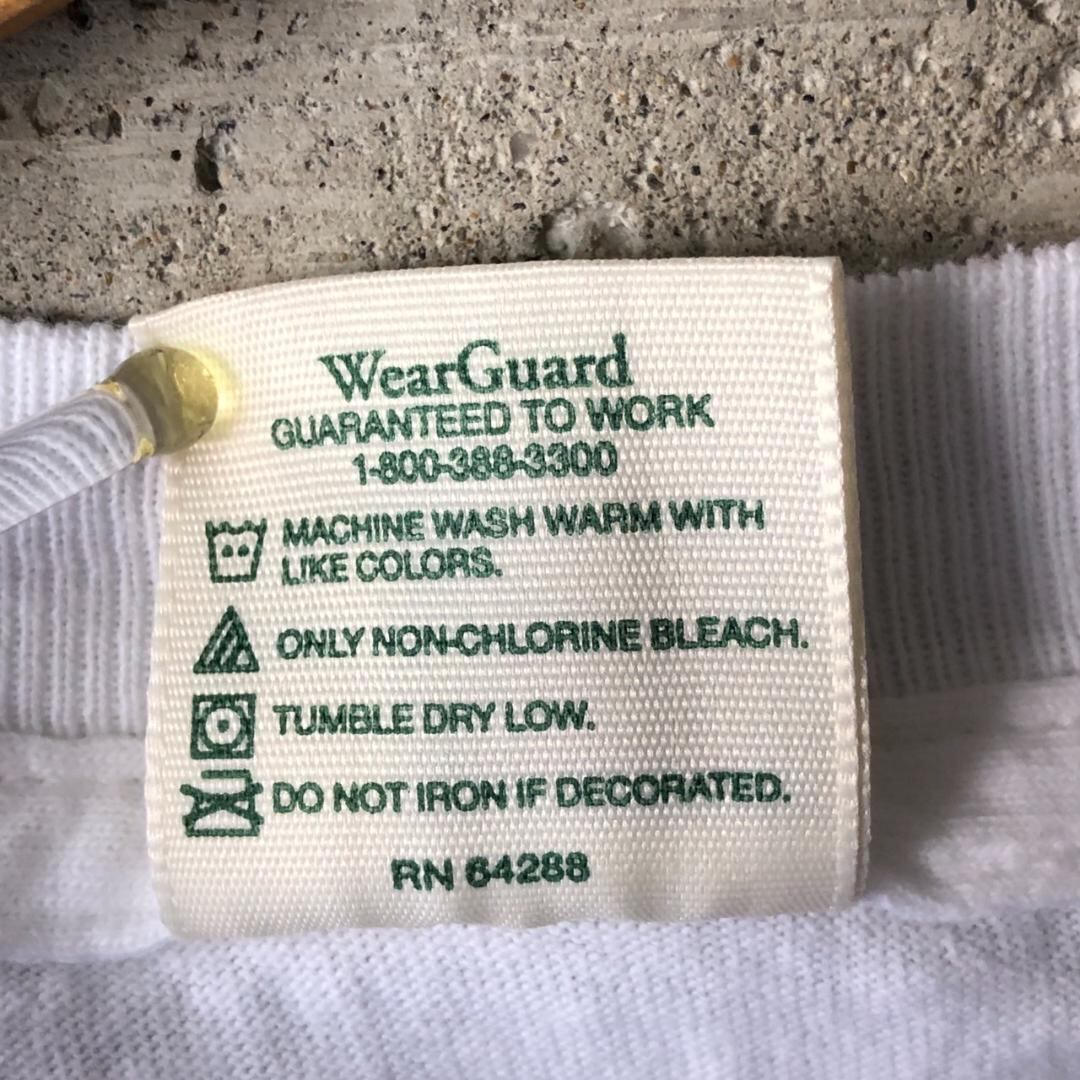 WearGuard
GUARANTEED TO WORK
1-800-388-3300
MACHINE WASH WARM WITH
LIKE COLORS.
ONLY NON-CHLORINE BLEACH.
TUMBLE DRY LOW.
DO NOT IRON IF DECORATED.
RN 64288